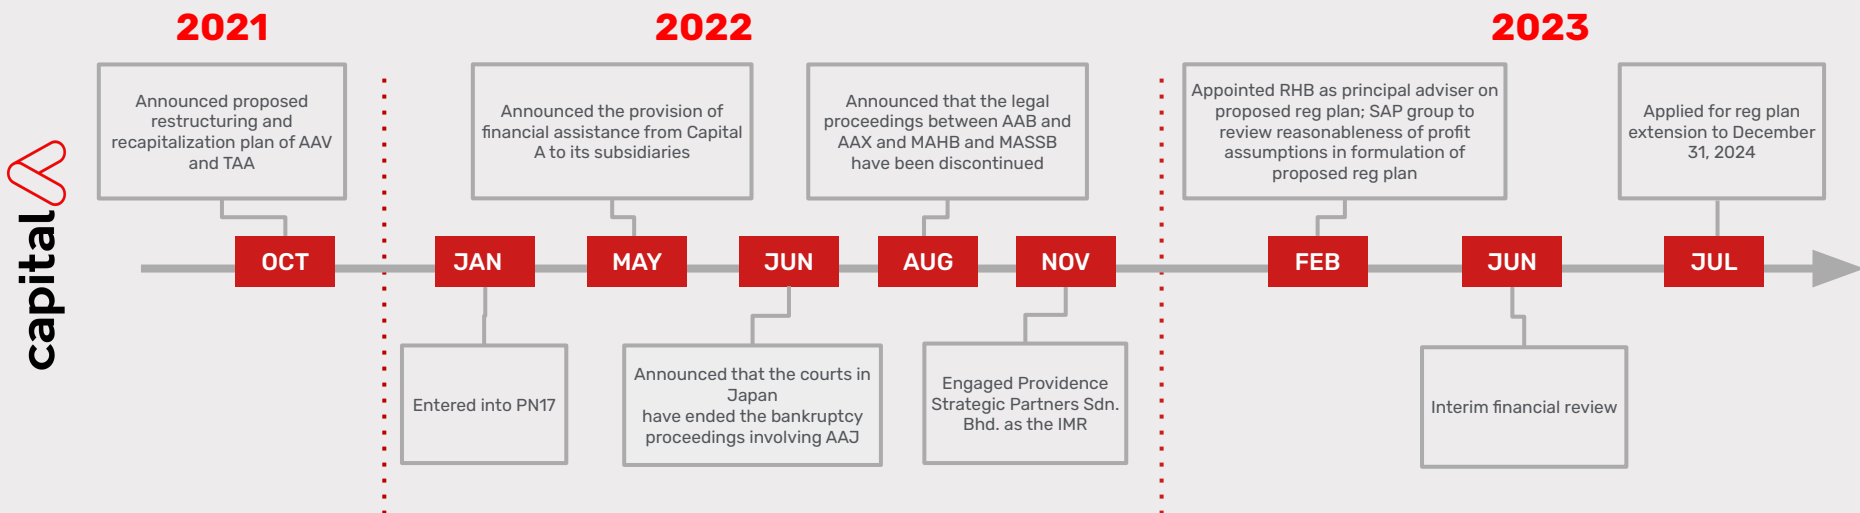 2021
2022
2023
Announced proposed
restructuring and
recapitalization plan of AAV
and TAA
Announced the provision of
financial assistance from Capital
A to its subsidiaries
Announced that the legal
proceedings between AAB and
AAX and MAHB and MASSB
have been discontinued
Appointed RHB as principal adviser on
proposed reg plan; SAP group to
review reasonableness of profit
assumptions in formulation of
proposed reg plan
Applied for reg plan
extension to December
31, 2024
capital
OCT
JAN
MAY
JUN
AUG
NOV
FEB
JUN
JUL
Entered into PN17
Announced that the courts in
Japan
have ended the bankruptcy
proceedings involving AAJ
Engaged Providence
Strategic Partners Sdn.
Bhd. as the IMR
Interim financial review